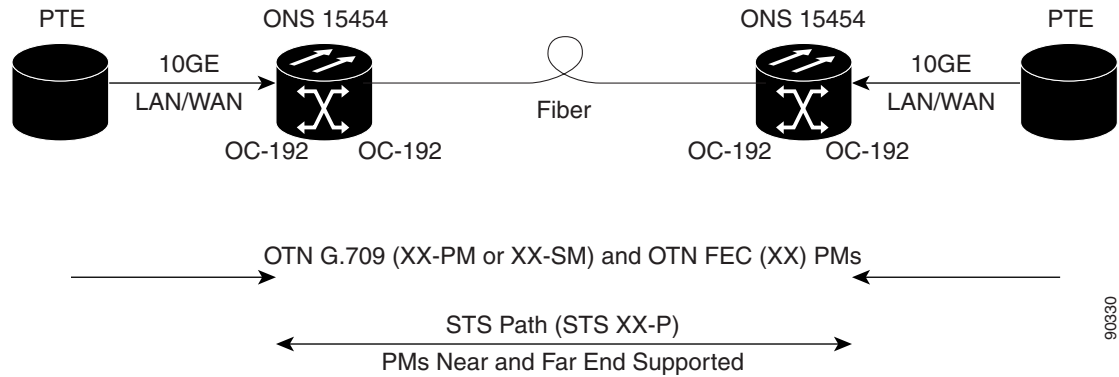 PTE
ONS 15454
ONS 15454
PTE
10GE
LAN/WAN
Fiber
10GE
LAN/WAN
OC-192
OC-192
OC-192
OC-192
OTN G.709 (XX-PM or XX-SM) and OTN FEC (XX) PMs
STS Path (STS XX-P)
PMs Near and Far End Supported
90330